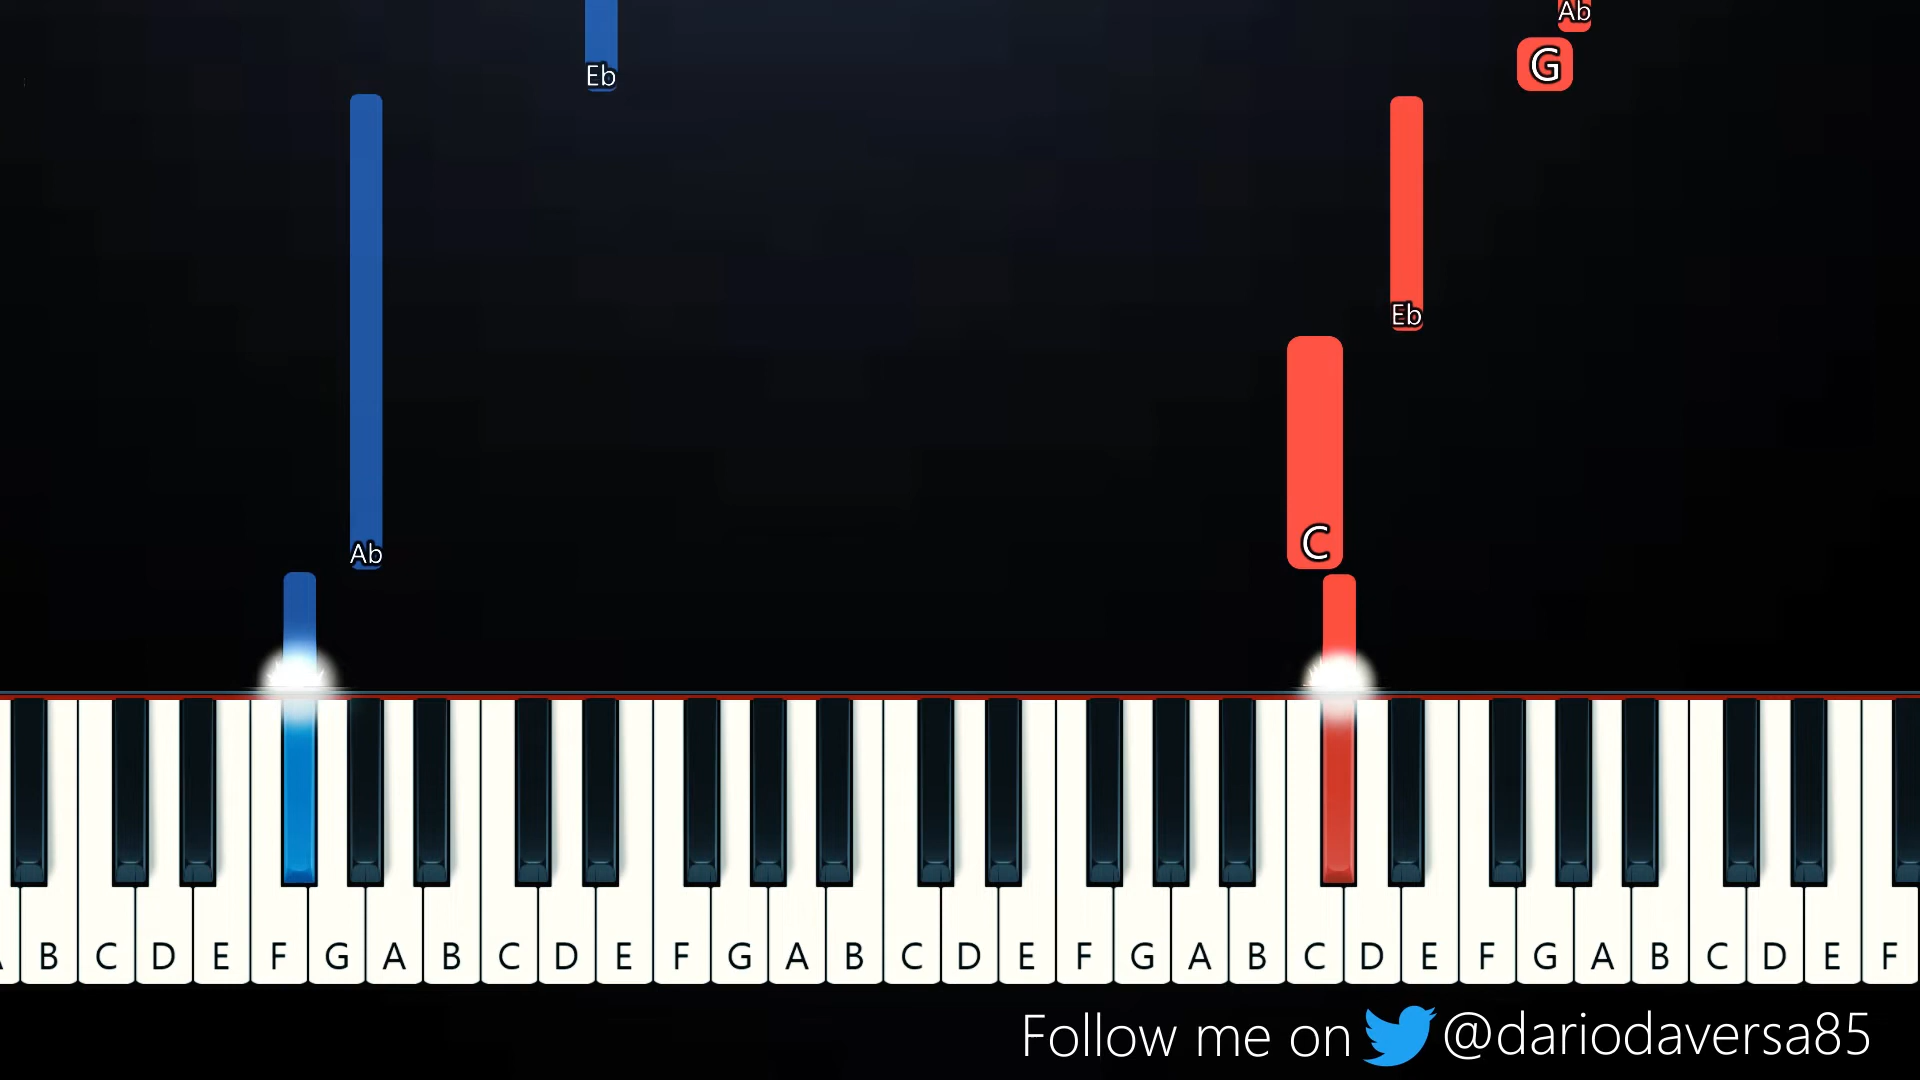 Ab
G
Eb
Eb
C
Ab
B C D E F G A B C D E F G A B C D E F G A B C D E F G A B C D E F
Follow me on @dariodaversa85